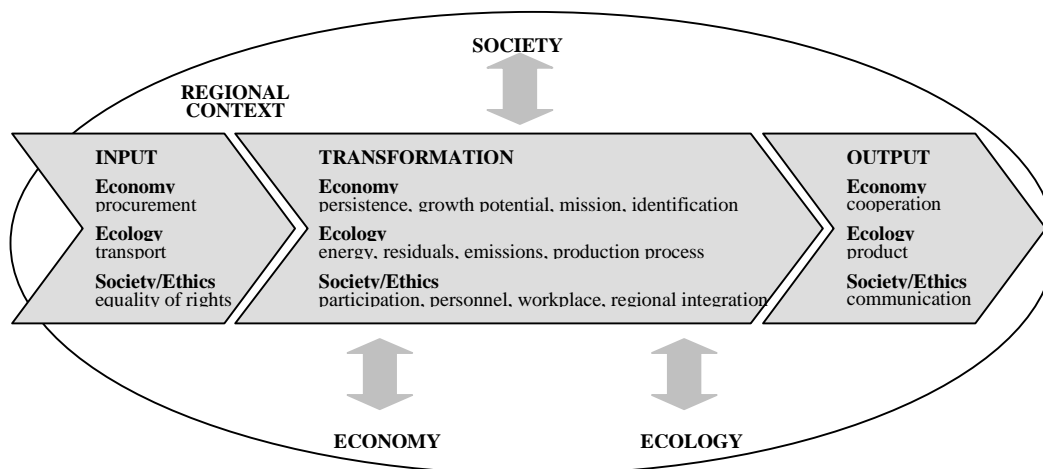 SOCIETY
REGIONAL
CONTEXT
INPUT
Economy
procurement
Ecology
transport
Society/Ethics
equality of rights
TRANSFORMATION
Economy
persistence, growth potential, mission, identification
Ecology
energy, residuals, emissions, production process
Society/Ethics
participation, personnel, workplace, regional integration
OUTPUT
Economy
cooperation
Ecology
product
Society/Ethics
communication
ECONOMY
ECOLOGY